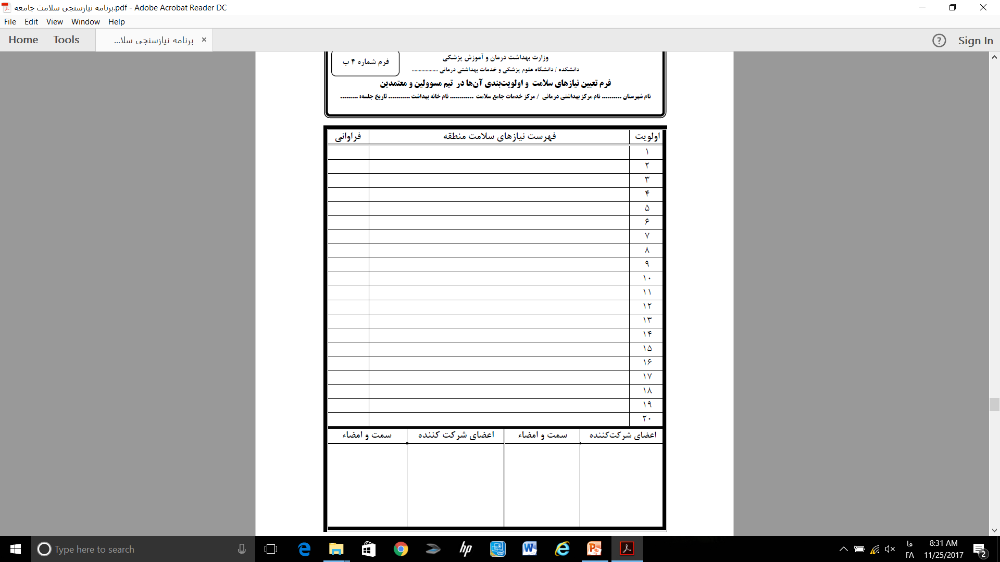 برنامه نیازسنجی سلامت جامعه.pdf - Adobe Acrobat Reader DC
File Edit View Window Help
Home Tools برنامه نیازسنجی سلا... × ? Sign In
وزارت بهداشت درمان و آموزش پزشکی
فرم شماره ۴ ب
دانشکده / دانشگاه علوم پزشکی و خدمات بهداشتی درمانی ...................
فرم تعیین نیازهای سلامت و اولویت‌بندی آن‌ها در تیم مسوولین و معتمدین
نام شهرستان .......... نام مرکز بهداشتی درمانی / مرکز خدمات جامع سلامت ............ نام خانه بهداشت ........... تاریخ جلسه: .........
اولویت فهرست نیازهای سلامت منطقه فراوانی
۱
۲
۳
۴
۵
۶
۷
۸
۹
۱۰
۱۱
۱۲
۱۳
۱۴
۱۵
۱۶
۱۷
۱۸
۱۹
۲۰
اعضای شرکت‌کننده سمت و امضاء اعضای شرکت کننده سمت و امضاء
Type here to search
hp
فا
FA
8:31 AM
11/25/2017
2